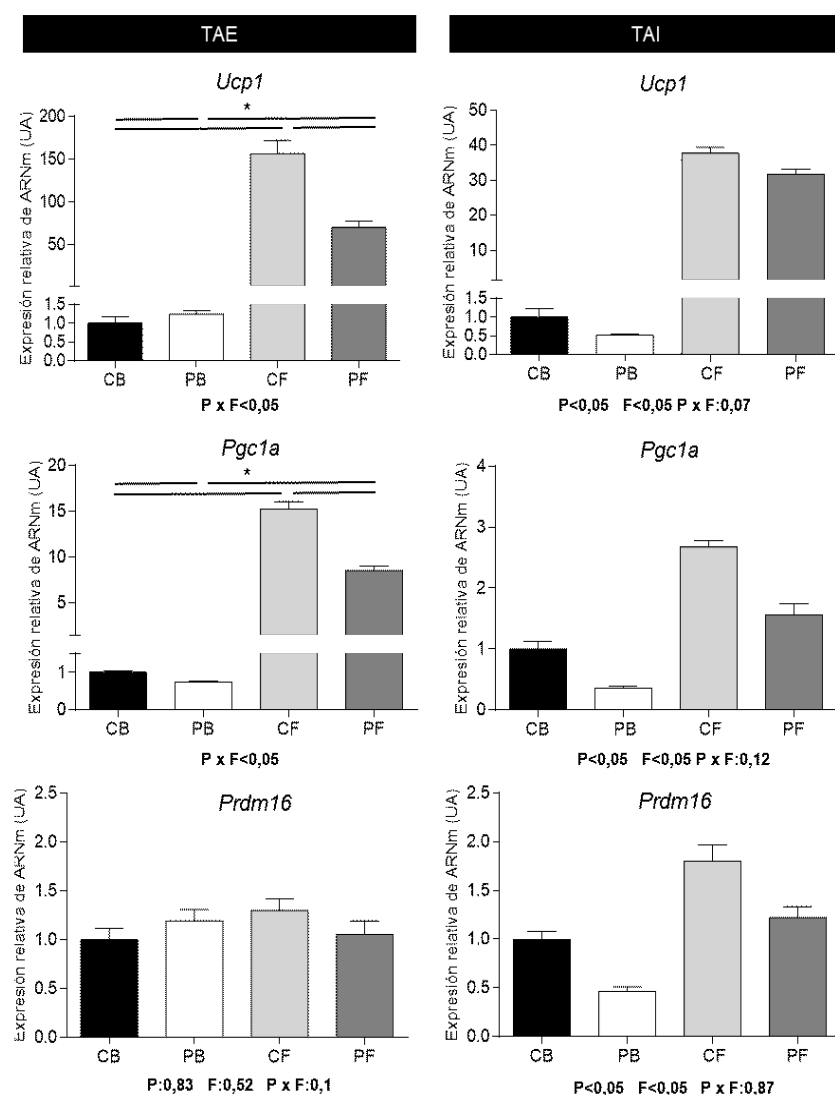 TAE
TAI
Ucp1
*
Expresión relativa de ARNm (UA)
200
150
100
50
1.5
1.0
0.5
0.0
CB PB CF PF
P x F<0,05
Ucp1
Expresión relativa de ARNm (UA)
50
40
30
20
10
1.5
1.0
0.5
0.0
CB PB CF PF
P<0,05 F<0,05 P x F:0,07
Pgc1a
*
Expresión relativa de ARNm (UA)
20
15
10
5
1
0
CB PB CF PF
P x F<0,05
Pgc1a
Expresión relativa de ARNm (UA)
4
3
2
1
0
CB PB CF PF
P<0,05 F<0,05 P x F:0,12
Prdm16
Expresión relativa de ARNm (UA)
2.5
2.0
1.5
1.0
0.5
0.0
CB PB CF PF
P:0,83 F:0,52 P x F:0,1
Prdm16
Expresión relativa de ARNm (UA)
2.5
2.0
1.5
1.0
0.5
0.0
CB PB CF PF
P<0,05 F<0,05 P x F:0,87